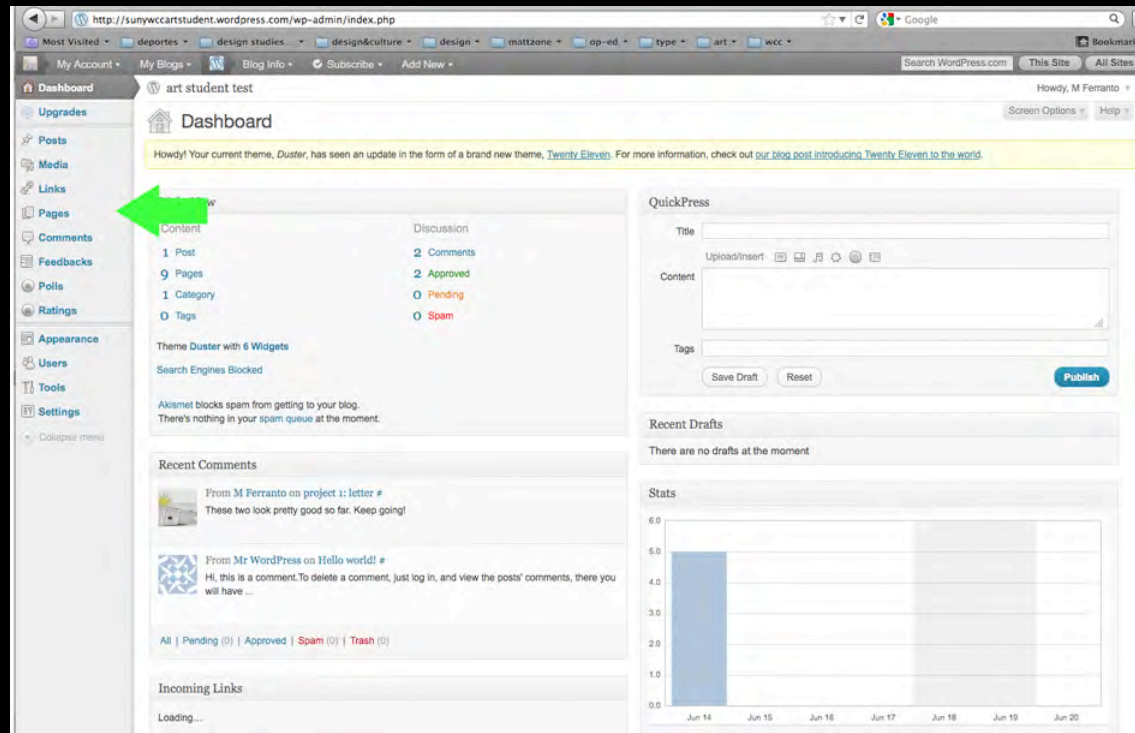 http://sunywccartstudent.wordpress.com/wp-admin/index.php
Google
Most Visited deportes design studies... design&culture design mattzone op-ed type art wcc Bookmark
My Account My Blogs Blog Info Subscribe Add New Search WordPress.com This Site All Sites
Dashboard
Upgrades
Posts
Media
Links
Pages
Comments
Feedbacks
Polls
Ratings
Appearance
Users
Tools
Settings
Collapse menu
art student test
Howdy, M Ferranto
Screen Options Help
Dashboard
Howdy! Your current theme, Duster, has seen an update in the form of a brand new theme, Twenty Eleven. For more information, check out our blog post introducing Twenty Eleven to the world.
Content
1 Post
9 Pages
1 Category
0 Tags
Discussion
2 Comments
2 Approved
0 Pending
0 Spam
Theme Duster with 6 Widgets
Search Engines Blocked
Akismet blocks spam from getting to your blog.
There's nothing in your spam queue at the moment.
Recent Comments
From M Ferranto on project 1: letter #
These two look pretty good so far. Keep going!
From Mr WordPress on Hello world! #
Hi, this is a comment.To delete a comment, just log in, and view the posts' comments, there you
will have ...
All | Pending (0) | Approved | Spam (0) | Trash (0)
Incoming Links
Loading...
QuickPress
Title
Upload/Insert
Content
Tags
Save Draft Reset Publish
Recent Drafts
There are no drafts at the moment
Stats
6.0
5.0
4.0
3.0
2.0
1.0
0.0
Jun 14 Jun 15 Jun 16 Jun 17 Jun 18 Jun 19 Jun 20